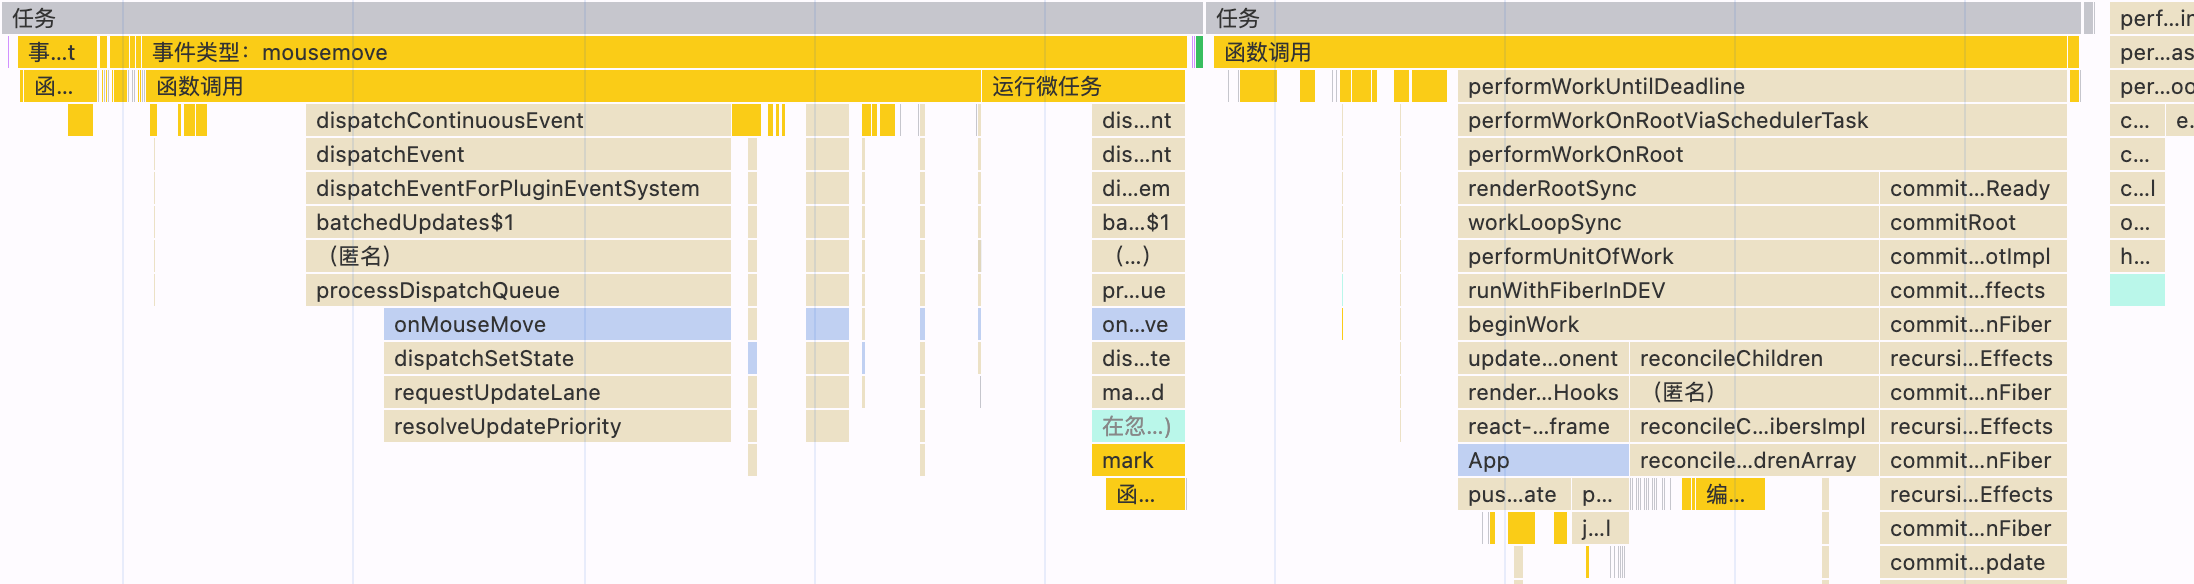 任务 任务 perf...in
事...t 事件类型：mousemove 函数调用 per...as
函... 函数调用 运行微任务 performWorkUntilDeadline per...oo
dispatchContinuousEvent dis...nt performWorkOnRootViaSchedulerTask c... e.
dispatchEvent dis...nt performWorkOnRoot c...
dispatchEventForPluginEventSystem di...em renderRootSync commit...Ready c...l
batchedUpdates$1 ba...$1 workLoopSync commitRoot o...
（匿名） (...) performUnitOfWork commit...otImpl h...
processDispatchQueue pr...ue runWithFiberInDEV commit...ffects
onMouseMove on...ve beginWork commit...nFiber
dispatchSetState dis...te update...onent reconcileChildren recursi...Effects
requestUpdateLane ma...d render...Hooks （匿名） commit...nFiber
resolveUpdatePriority 在忽...) react-...frame reconcileC...ibersImpl recursi...Effects
mark App reconcile...drenArray commit...nFiber
函... pus...ate p... 编... recursi...Effects
j...l commit...nFiber
commit...pdate